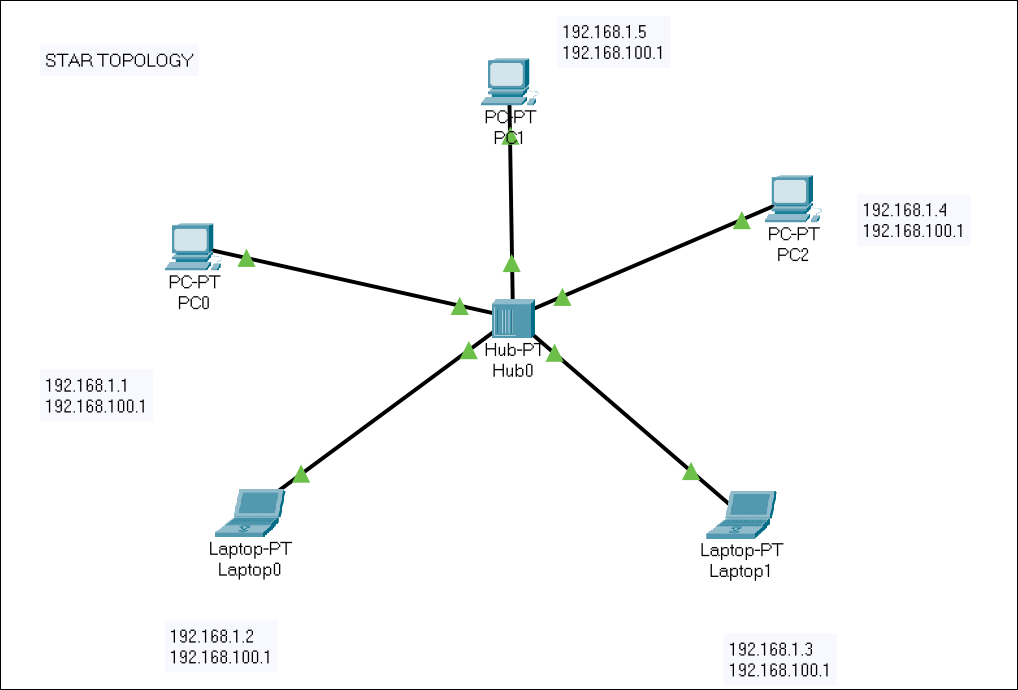 STAR TOPOLOGY
192.168.1.5
192.168.100.1
PC-PT
PC1
192.168.1.4
192.168.100.1
PC-PT
PC2
PC-PT
PC0
Hub-PT
Hub0
192.168.1.1
192.168.100.1
Laptop-PT
Laptop0
Laptop-PT
Laptop1
192.168.1.2
192.168.100.1
192.168.1.3
192.168.100.1